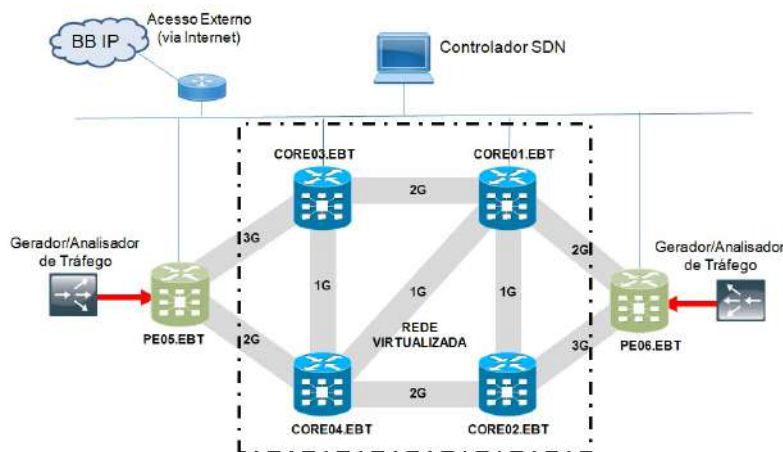 Acesso Externo
(via Internet)
BB IP
Controlador SDN
CORE03.EBT
CORE01.EBT
2G
Gerador/Analisador
de Tráfego
3G
2G
Gerador/Analisador
de Tráfego
1G
1G
1G
REDE
VIRTUALIZADA
PE05.EBT
2G
3G
PE06.EBT
2G
CORE04.EBT
CORE02.EBT